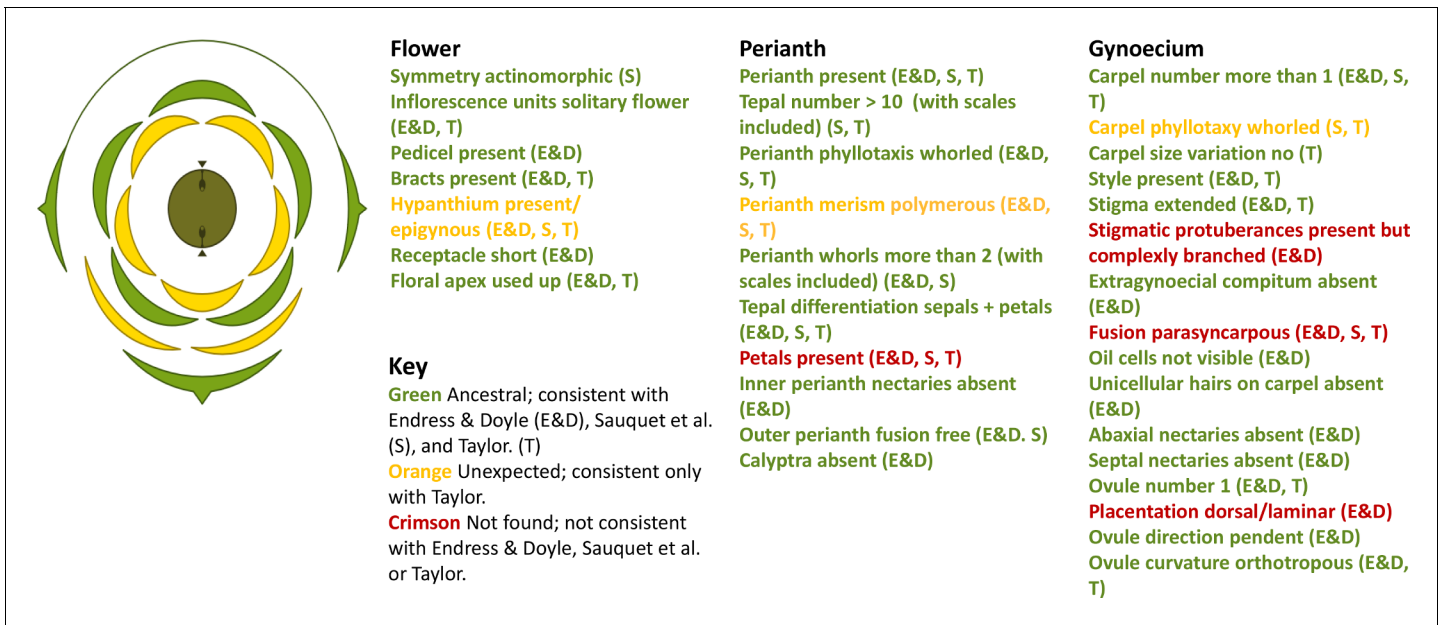 Flower
Symmetry actinomorphic (S)
Inflorescence units solitary flower
(E&D, T)
Pedicel present (E&D)
Bracts present (E&D, T)
Hypanthium present/
epigynous (E&D, S, T)
Receptacle short (E&D)
Floral apex used up (E&D, T)
Key
Green Ancestral; consistent with
Endress & Doyle (E&D), Sauquet et al.
(S), and Taylor. (T)
Orange Unexpected; consistent only
with Taylor.
Crimson Not found; not consistent
with Endress & Doyle, Sauquet et al.
or Taylor.
Perianth
Perianth present (E&D, S, T)
Tepal number > 10 (with scales
included) (S, T)
Perianth phyllotaxis whorled (E&D,
S, T)
Perianth merism polymerous (E&D,
S, T)
Perianth whorls more than 2 (with
scales included) (E&D, S)
Tepal differentiation sepals + petals
(E&D, S, T)
Petals present (E&D, S, T)
Inner perianth nectaries absent
(E&D)
Outer perianth fusion free (E&D. S)
Calyptra absent (E&D)
Gynoecium
Carpel number more than 1 (E&D, S,
T)
Carpel phyllotaxy whorled (S, T)
Carpel size variation no (T)
Style present (E&D, T)
Stigma extended (E&D, T)
Stigmatic protuberances present but
complexly branched (E&D)
Extragynoecial compitum absent
(E&D)
Fusion parasyncarpous (E&D, S, T)
Oil cells not visible (E&D)
Unicellular hairs on carpel absent
(E&D)
Abaxial nectaries absent (E&D)
Septal nectaries absent (E&D)
Ovule number 1 (E&D, T)
Placentation dorsal/laminar (E&D)
Ovule direction pendent (E&D)
Ovule curvature orthotropous (E&D,
T)